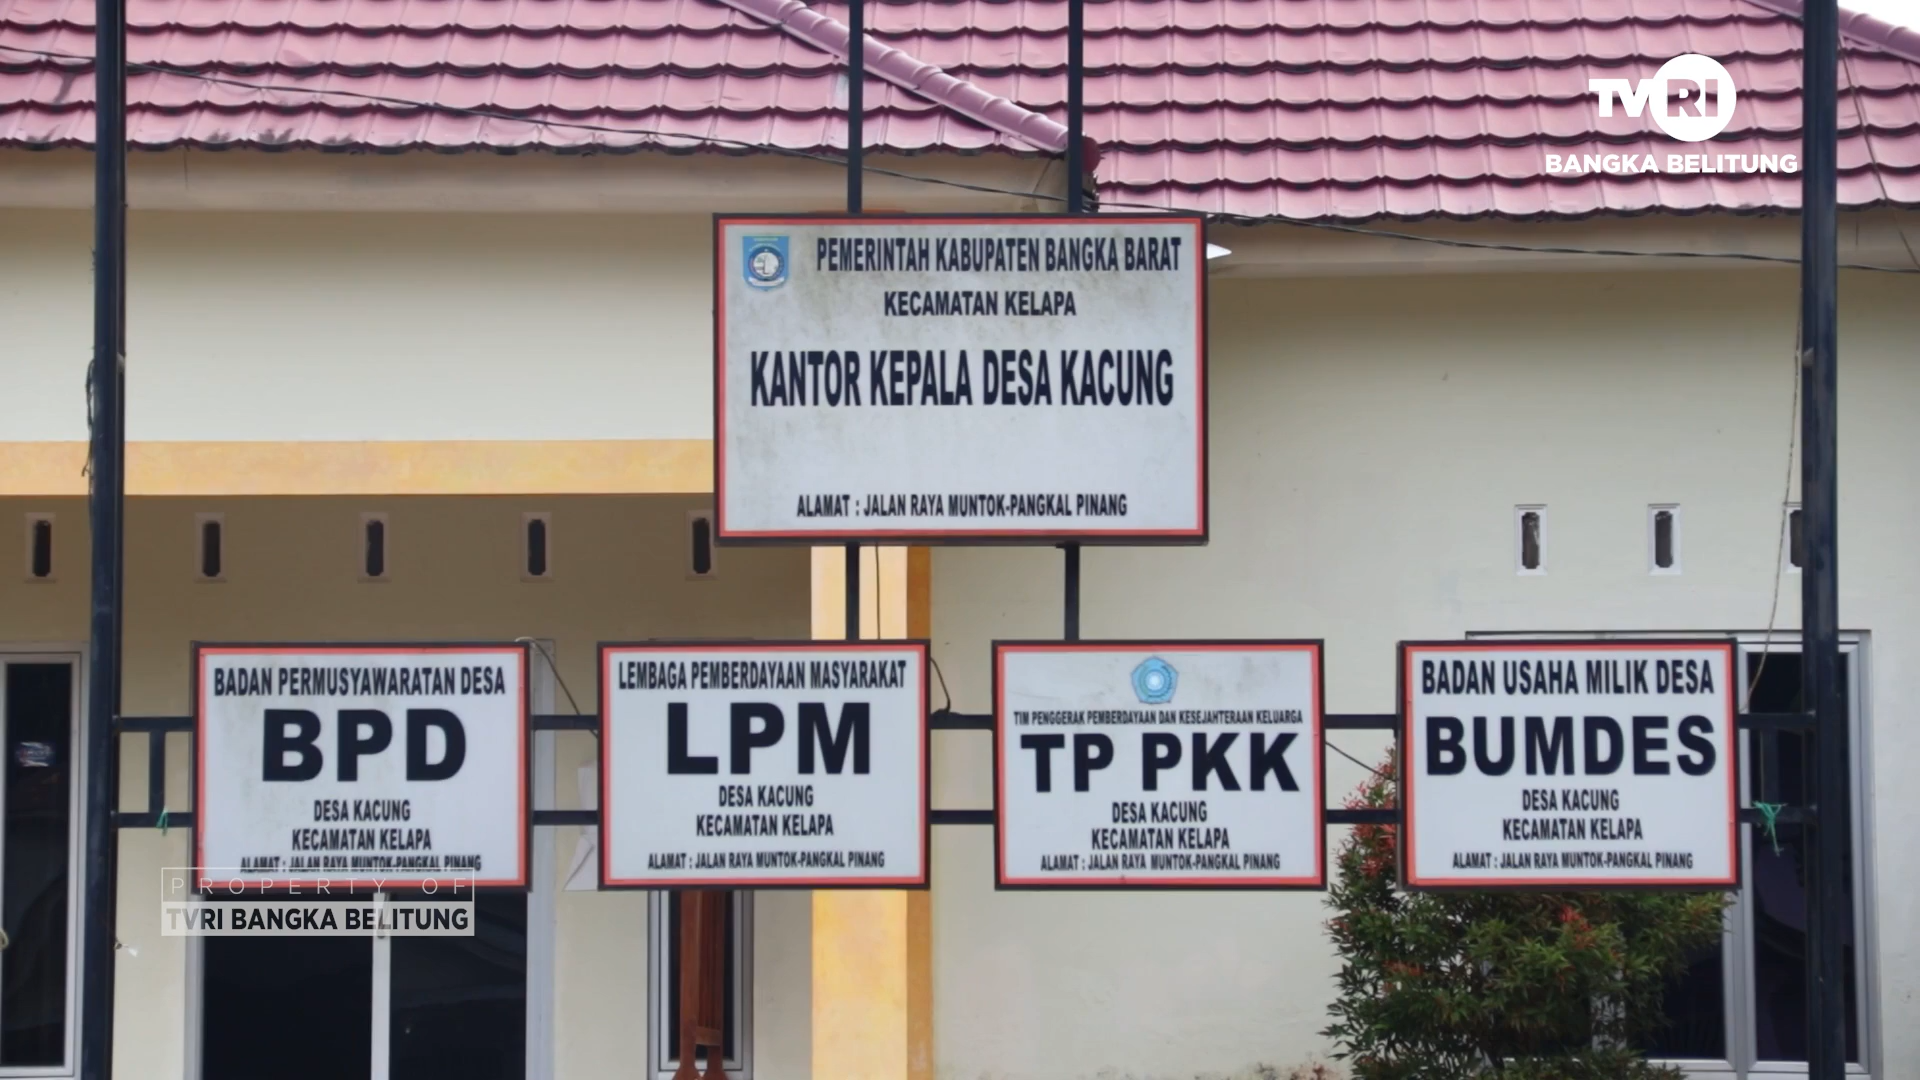 TVRI
BANGKA BELITUNG
PEMERINTAH KABUPATEN BANGKA BARAT
KECAMATAN KELAPA
KANTOR KEPALA DESA KACUNG
ALAMAT : JALAN RAYA MUNTOK-PANGKAL PINANG
BADAN PERMUSYAWARATAN DESA
BPD
DESA KACUNG
KECAMATAN KELAPA
ALAMAT : JALAN RAYA MUNTOK-PANGKAL PINANG
LEMBAGA PEMBERDAYAAN MASYARAKAT
LPM
DESA KACUNG
KECAMATAN KELAPA
ALAMAT : JALAN RAYA MUNTOK-PANGKAL PINANG
TIM PENGGERAK PEMBERDAYAAN DAN KESEJAHTERAAN KELUARGA
TP PKK
DESA KACUNG
KECAMATAN KELAPA
ALAMAT : JALAN RAYA MUNTOK-PANGKAL PINANG
BADAN USAHA MILIK DESA
BUMDES
DESA KACUNG
KECAMATAN KELAPA
ALAMAT : JALAN RAYA MUNTOK-PANGKAL PINANG
PROPERTY OF
TVRI BANGKA BELITUNG